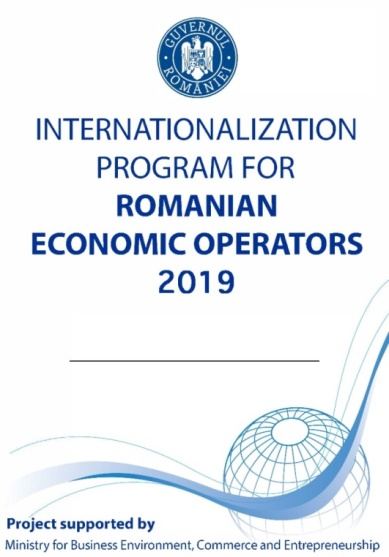 GUVERNUL
ROMÂNIEI
INTERNATIONALIZATION
PROGRAM FOR
ROMANIAN
ECONOMIC OPERATORS
2019
Project supported by
Ministry for Business Environment, Commerce and Entrepreneurship